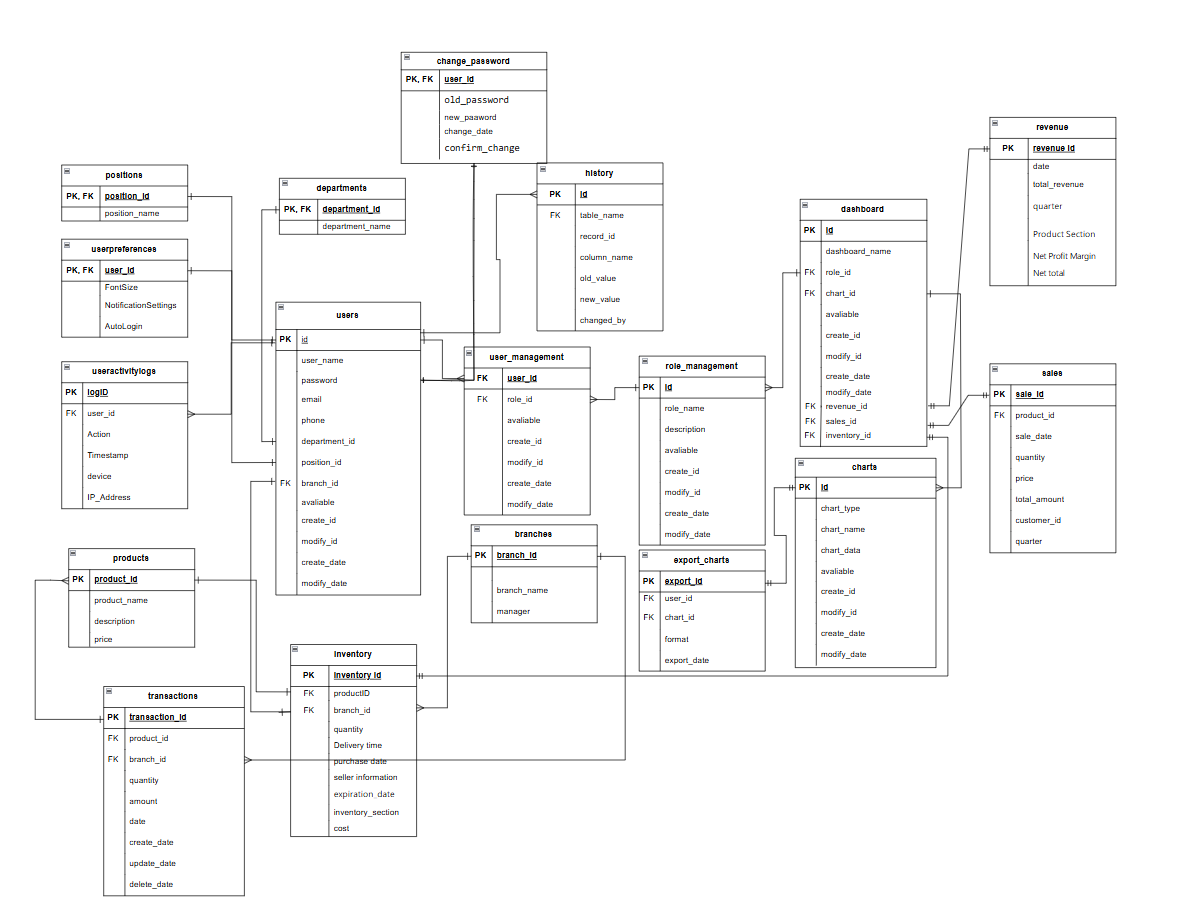 change_password
PK, FK user_id
old_password
new_paaword
change_date
confirm_change
revenue
PK revenue id
date
total_revenue
quarter
Product Section
Net Profit Margin
Net total
positions
PK, FK position_id
position_name
departments
PK, FK department_id
department_name
history
PK id
FK table_name
record_id
column_name
old_value
new_value
changed_by
dashboard
PK id
dashboard_name
FK role_id
FK chart_id
avaliable
create_id
modify_id
create_date
modify_date
FK revenue_id
FK sales_id
FK inventory_id
userpreferences
PK, FK user_id
FontSize
NotificationSettings
AutoLogin
users
PK id
user_name
password
email
phone
department_id
position_id
FK branch_id
avaliable
create_id
modify_id
create_date
modify_date
user_management
FK user_id
FK role_id
avaliable
create_id
modify_id
create_date
modify_date
role_management
PK id
role_name
description
avaliable
create_id
modify_id
create_date
modify_date
sales
PK sale_id
FK product_id
sale_date
quantity
price
total_amount
customer_id
quarter
useractivitylogs
PK logID
FK user_id
Action
Timestamp
device
IP_Address
charts
PK id
chart_type
chart_name
chart_data
avaliable
create_id
modify_id
create_date
modify_date
branches
PK branch_id
branch_name
manager
export_charts
PK export_id
FK user_id
FK chart_id
format
export_date
products
PK product_id
product_name
description
price
inventory
PK inventory id
FK productID
FK branch_id
quantity
Delivery time
purchase date
seller information
expiration_date
inventory_section
cost
transactions
PK transaction_id
FK product_id
FK branch_id
quantity
amount
date
create_date
update_date
delete_date